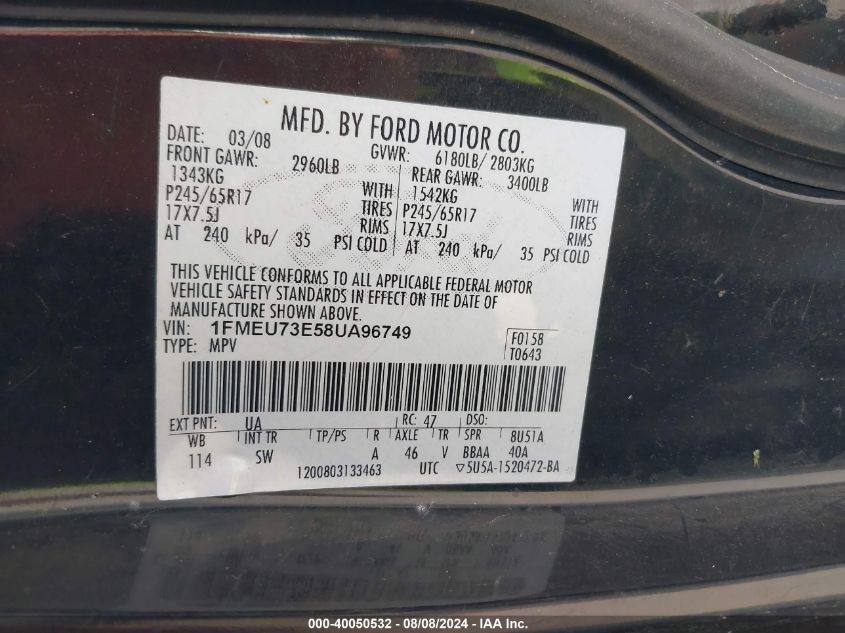 MFD. BY FORD MOTOR CO.
DATE: 03/08 GVWR: 6180LB/ 2803KG
FRONT GAWR: 2960LB REAR GAWR: 3400LB
1343KG WITH 1542KG WITH
P245/65R17 TIRES P245/65R17 TIRES
17X7.5J RIMS 17X7.5J RIMS
AT 240 kPa/ 35 PSI COLD AT 240 kPa/ 35 PSI COLD
THIS VEHICLE CONFORMS TO ALL APPLICABLE FEDERAL MOTOR
VEHICLE SAFETY STANDARDS IN EFFECT ON THE DATE OF
MANUFACTURE SHOWN ABOVE.
VIN: 1FMEU73E58UA96749 F0158
TYPE: MPV T0643
EXT PNT: UA RC: 47 DSO:
WB INT TR TP/PS R AXLE TR SPR 8U51A
114 SW A 46 V BBAA 40A
1200803133463 UTC ▽5U5A-1520472-BA
000-40050532 - 08/08/2024 - IAA Inc.